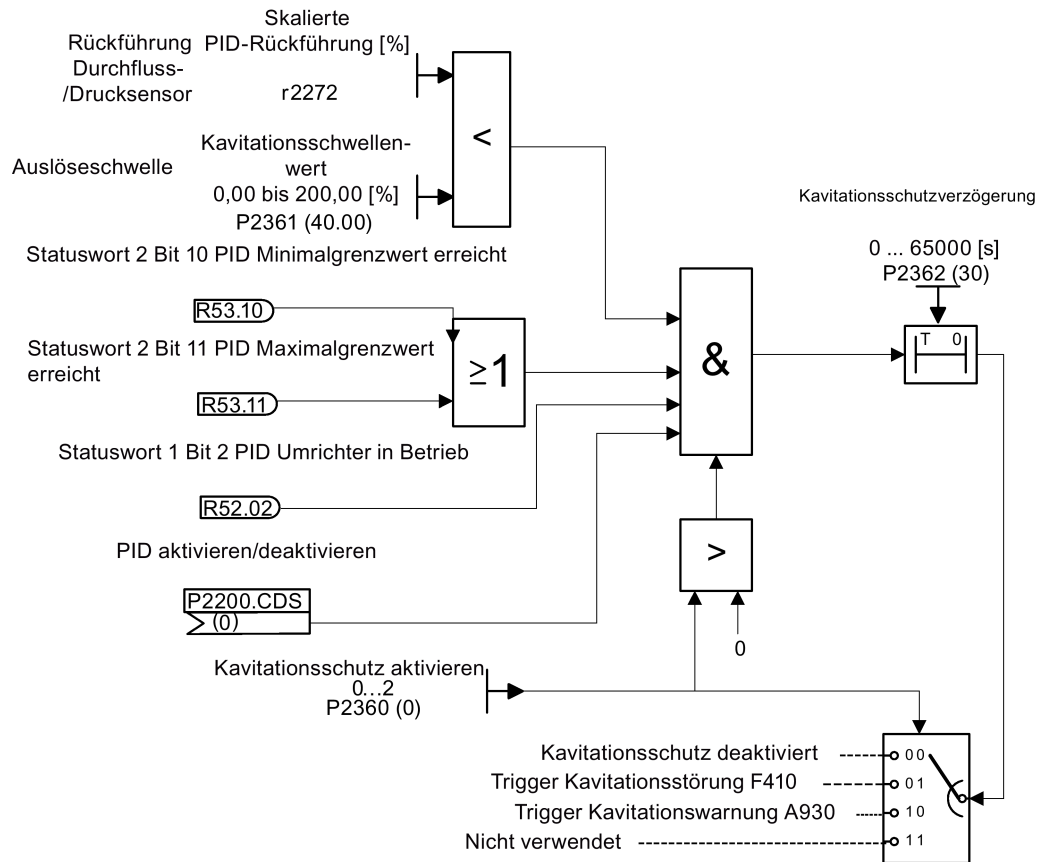 Rückführung
Durchfluss-
/Drucksensor
Skalierte
PID-Rückführung [%]
r2272
<
Auslöseschwelle
Kavitationsschwellen-
wert
0,00 bis 200,00 [%]
P2361 (40.00)
Kavitationsschutzverzögerung
0 ... 65000 [s]
P2362 (30)
T 0
Statuswort 2 Bit 10 PID Minimalgrenzwert erreicht
R53.10
Statuswort 2 Bit 11 PID Maximalgrenzwert
erreicht
≥1
&
R53.11
Statuswort 1 Bit 2 PID Umrichter in Betrieb
R52.02
PID aktivieren/deaktivieren
>
P2200.CDS
(0)
0
Kavitationsschutz aktivieren
0...2
P2360 (0)
Kavitationsschutz deaktiviert 00
Trigger Kavitationsstörung F410 01
Trigger Kavitationswarnung A930 10
Nicht verwendet 11